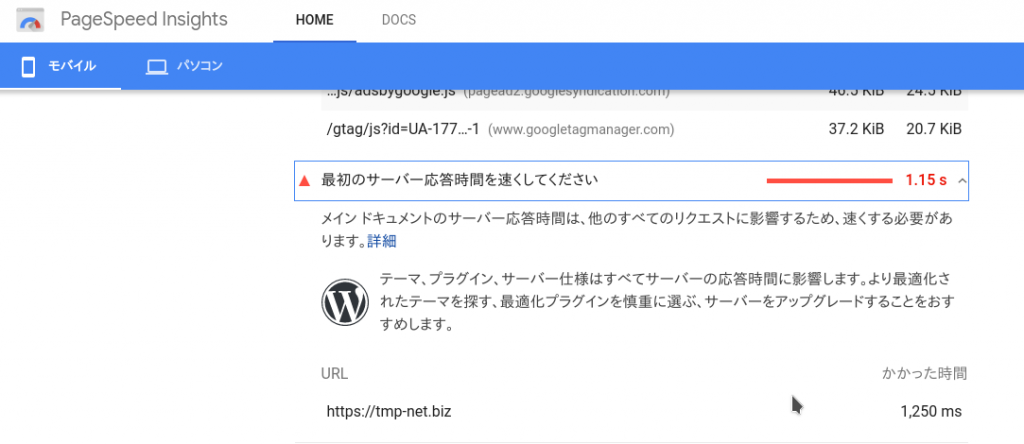 PageSpeed Insights HOME DOCS
モバイル パソコン
…js/adsbygoogle.js (pagead2.googlesyndication.com) 24.5 KiB
/gtag/js?id=UA-177…-1 (www.googletagmanager.com) 37.2 KiB 20.7 KiB
最初のサーバー応答時間を速くしてください 1.15 s
メイン ドキュメントのサーバー応答時間は、他のすべてのリクエストに影響するため、速くする必要があ
ります。詳細
テーマ、プラグイン、サーバー仕様はすべてサーバーの応答時間に影響します。より最適化さ
れたテーマを探す、最適化プラグインを慎重に選ぶ、サーバーをアップグレードすることをおす
すめします。
URL かかった時間
https://tmp-net.biz 1,250 ms